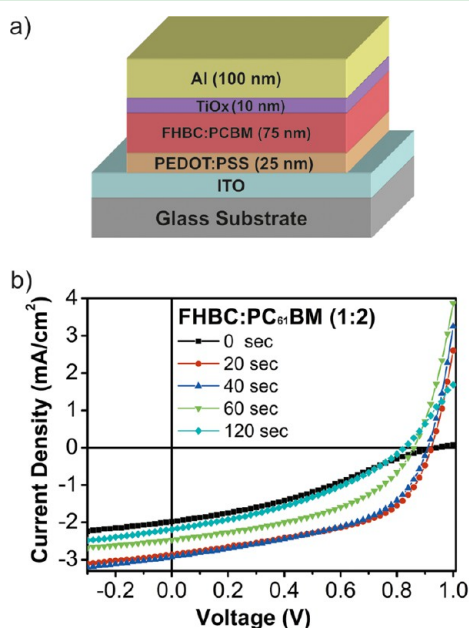 a)
Al (100 nm)
TiOx (10 nm)
FHBC:PCBM (75 nm)
PEDOT:PSS (25 nm)
ITO
Glass Substrate
b)
FHBC:PC₆₁BM (1:2)
0 sec
20 sec
40 sec
60 sec
120 sec
Current Density (mA/cm²)
4
3
2
1
0
-1
-2
-3
-0.2 0.0 0.2 0.4 0.6 0.8 1.0
Voltage (V)